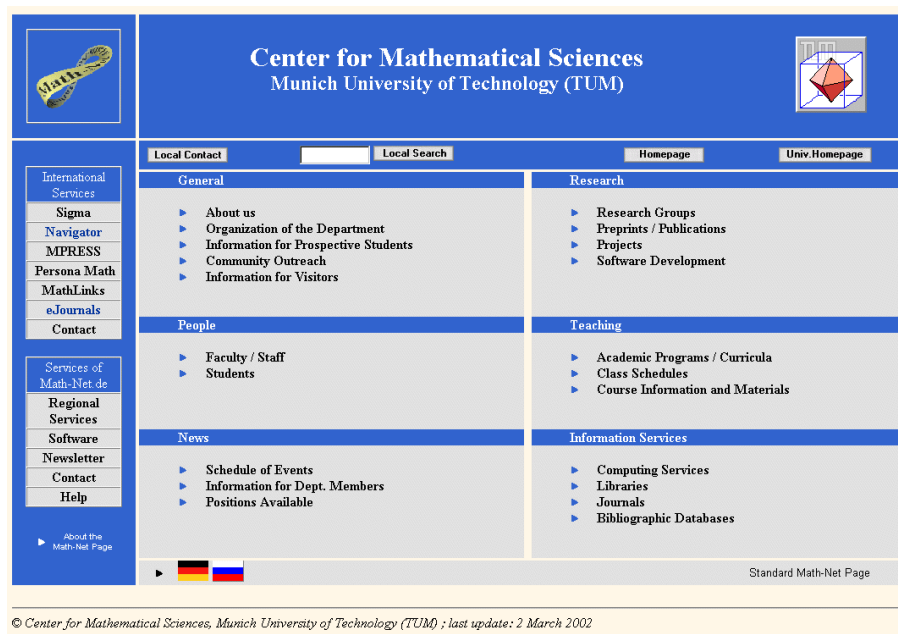 Math
Center for Mathematical Sciences
Munich University of Technology (TUM)
TUM
Local Contact
Local Search
Homepage
Univ.Homepage
International
Services
Sigma
Navigator
MPRESS
Persona Math
MathLinks
eJournals
Contact
Services of
Math-Net.de
Regional
Services
Software
Newsletter
Contact
Help
About the
Math-Net Page
General
About us
Organization of the Department
Information for Prospective Students
Community Outreach
Information for Visitors
Research
Research Groups
Preprints / Publications
Projects
Software Development
People
Faculty / Staff
Students
Teaching
Academic Programs / Curricula
Class Schedules
Course Information and Materials
News
Schedule of Events
Information for Dept. Members
Positions Available
Information Services
Computing Services
Libraries
Journals
Bibliographic Databases
Standard Math-Net Page
© Center for Mathematical Sciences, Munich University of Technology (TUM) ; last update: 2 March 2002